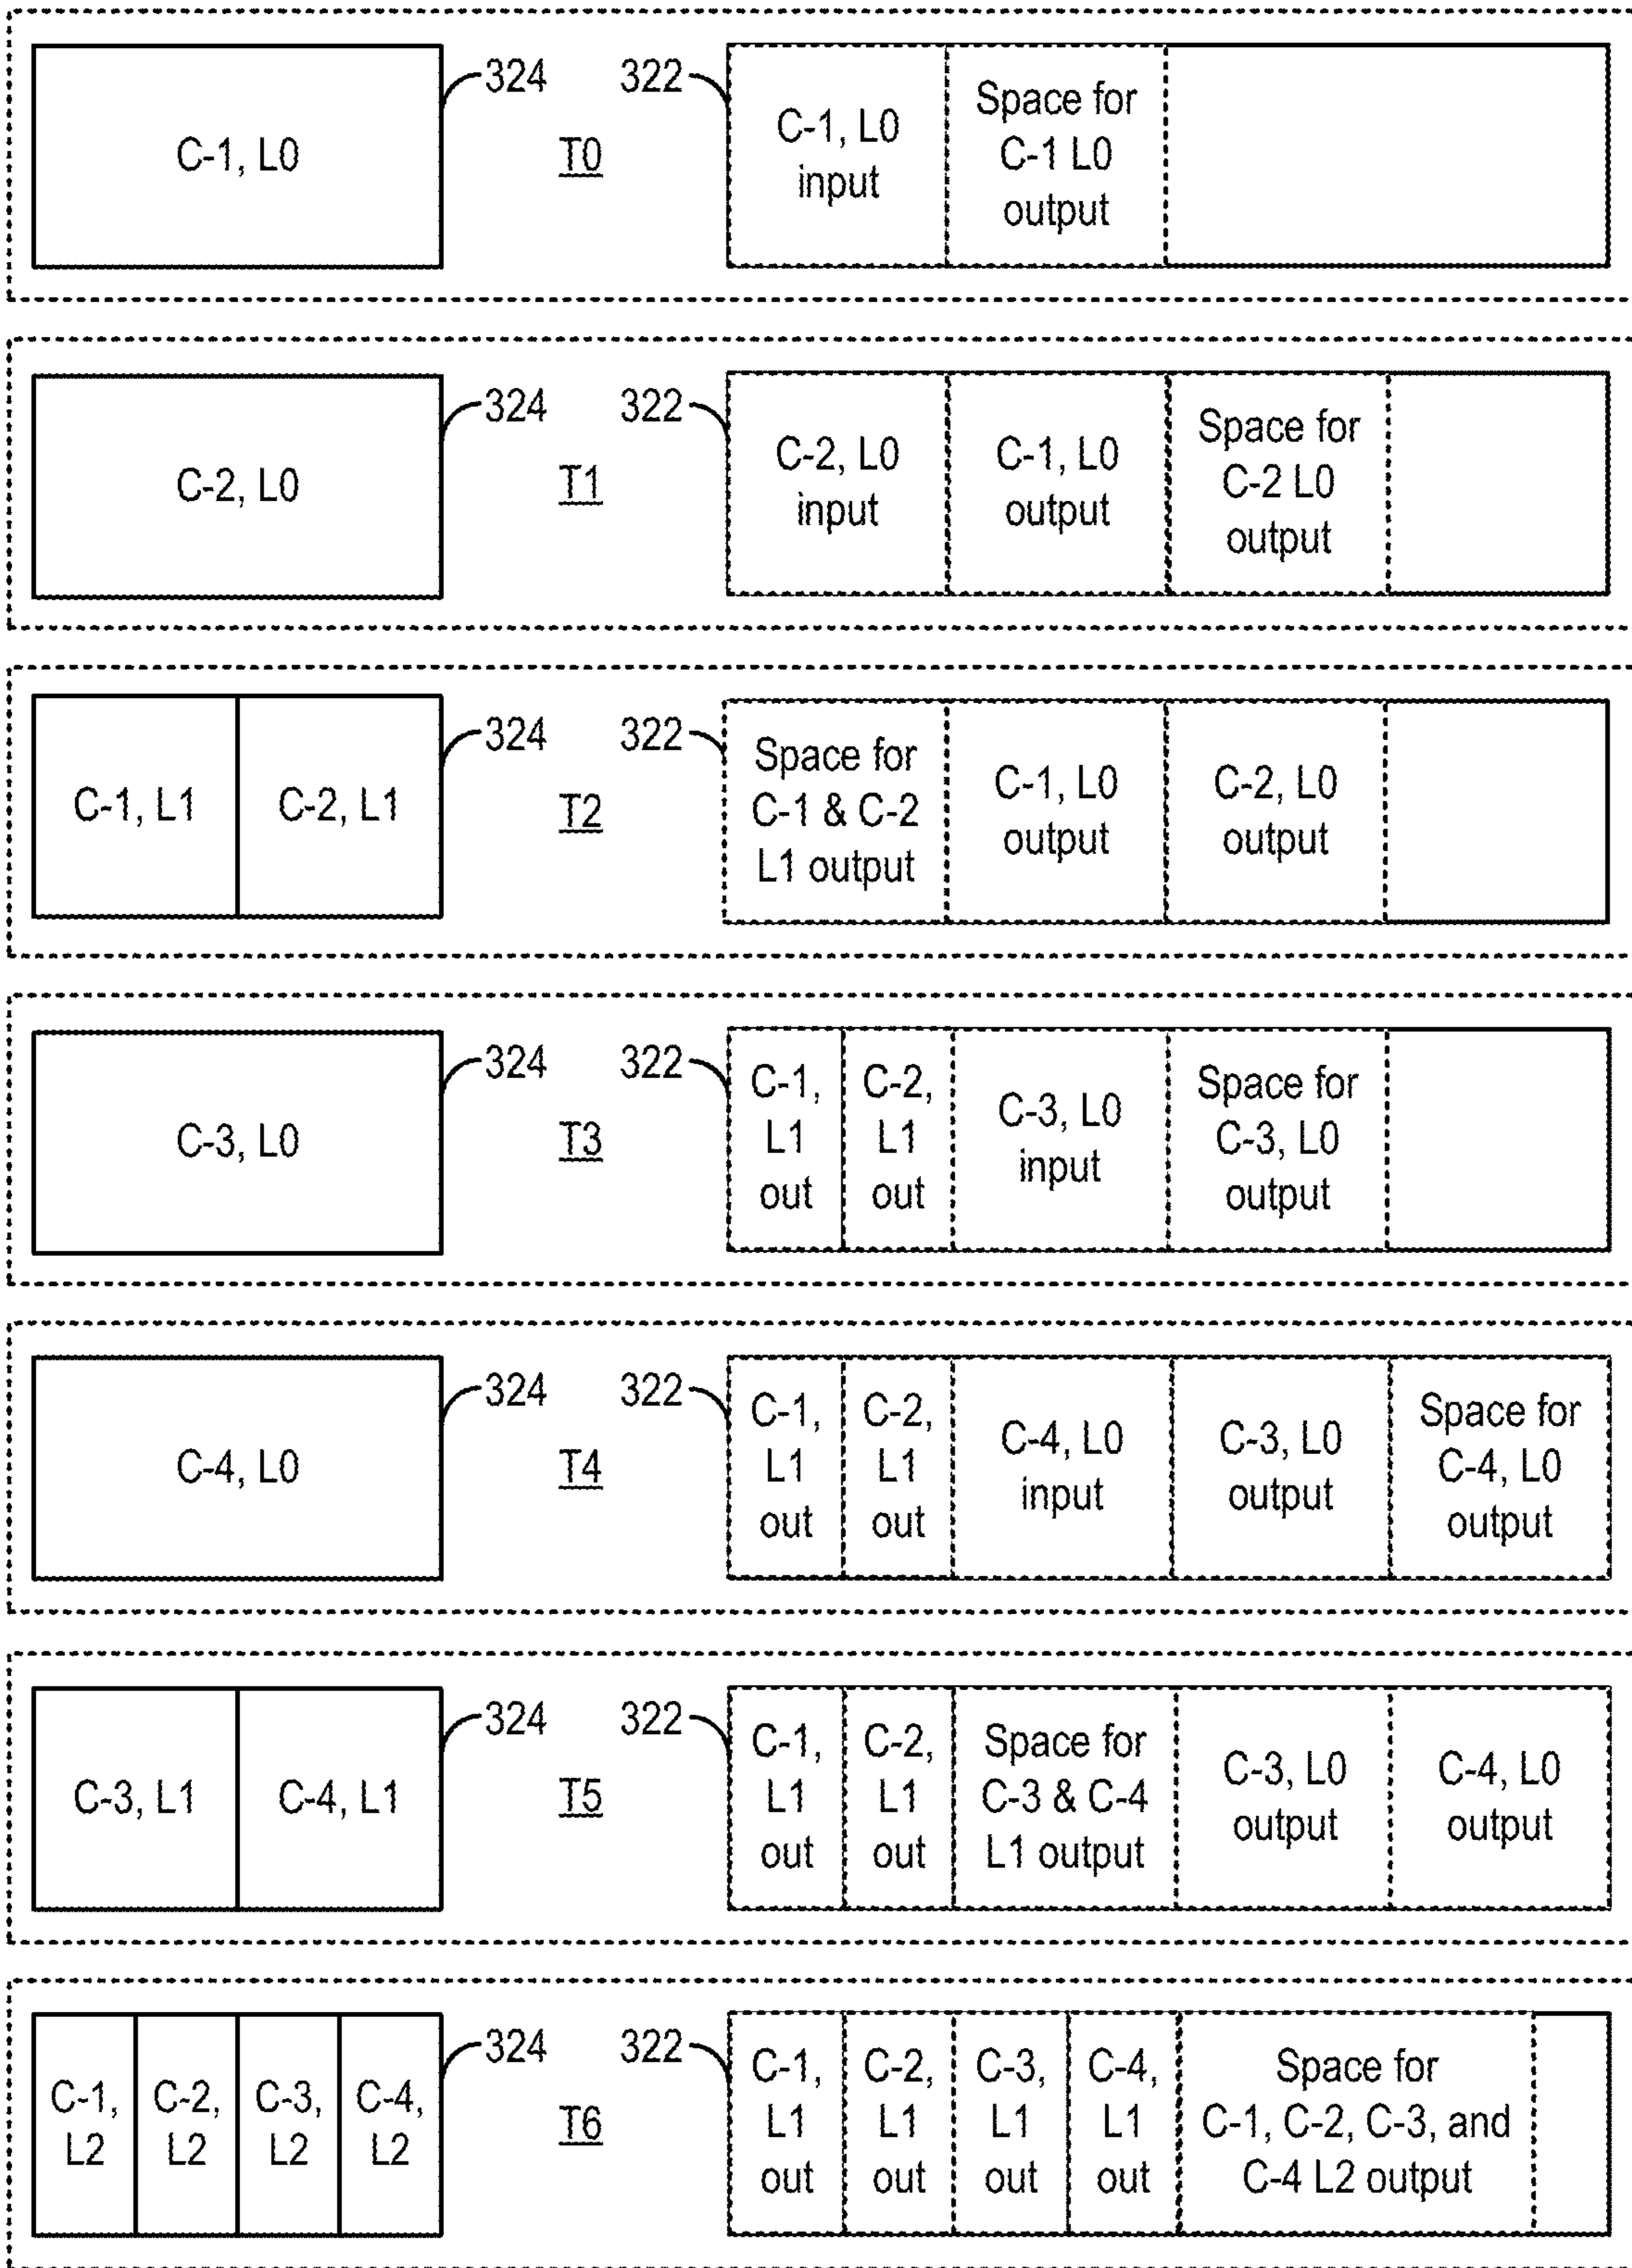 C-1, L0
324
T0
322
C-1, L0
input
Space for
C-1 L0
output
C-2, L0
324
T1
322
C-2, L0
input
C-1, L0
output
Space for
C-2 L0
output
C-1, L1
C-2, L1
324
T2
322
Space for
C-1 & C-2
L1 output
C-1, L0
output
C-2, L0
output
C-3, L0
324
T3
322
C-1,
L1
out
C-2,
L1
out
C-3, L0
input
Space for
C-3, L0
output
C-4, L0
324
T4
322
C-1,
L1
out
C-2,
L1
out
C-4, L0
input
C-3, L0
output
Space for
C-4, L0
output
C-3, L1
C-4, L1
324
T5
322
C-1,
L1
out
C-2,
L1
out
Space for
C-3 & C-4
L1 output
C-3, L0
output
C-4, L0
output
C-1,
L2
C-2,
L2
C-3,
L2
C-4,
L2
324
T6
322
C-1,
L1
out
C-2,
L1
out
C-3,
L1
out
C-4,
L1
out
Space for
C-1, C-2, C-3, and
C-4 L2 output